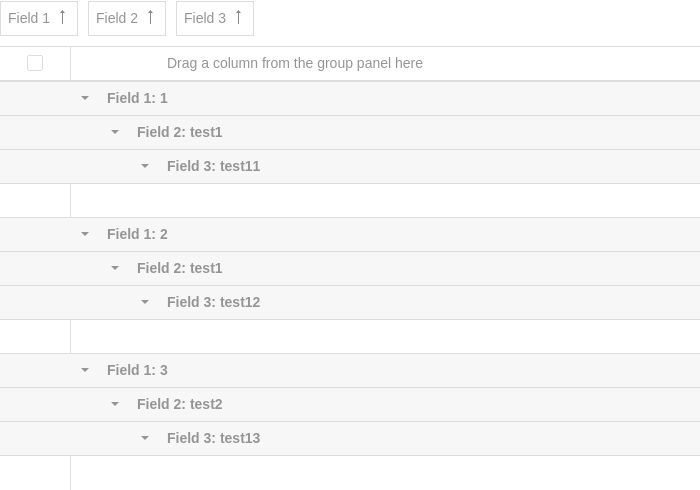 Field 1 Field 2 Field 3
Drag a column from the group panel here
Field 1: 1
Field 2: test1
Field 3: test11
Field 1: 2
Field 2: test1
Field 3: test12
Field 1: 3
Field 2: test2
Field 3: test13